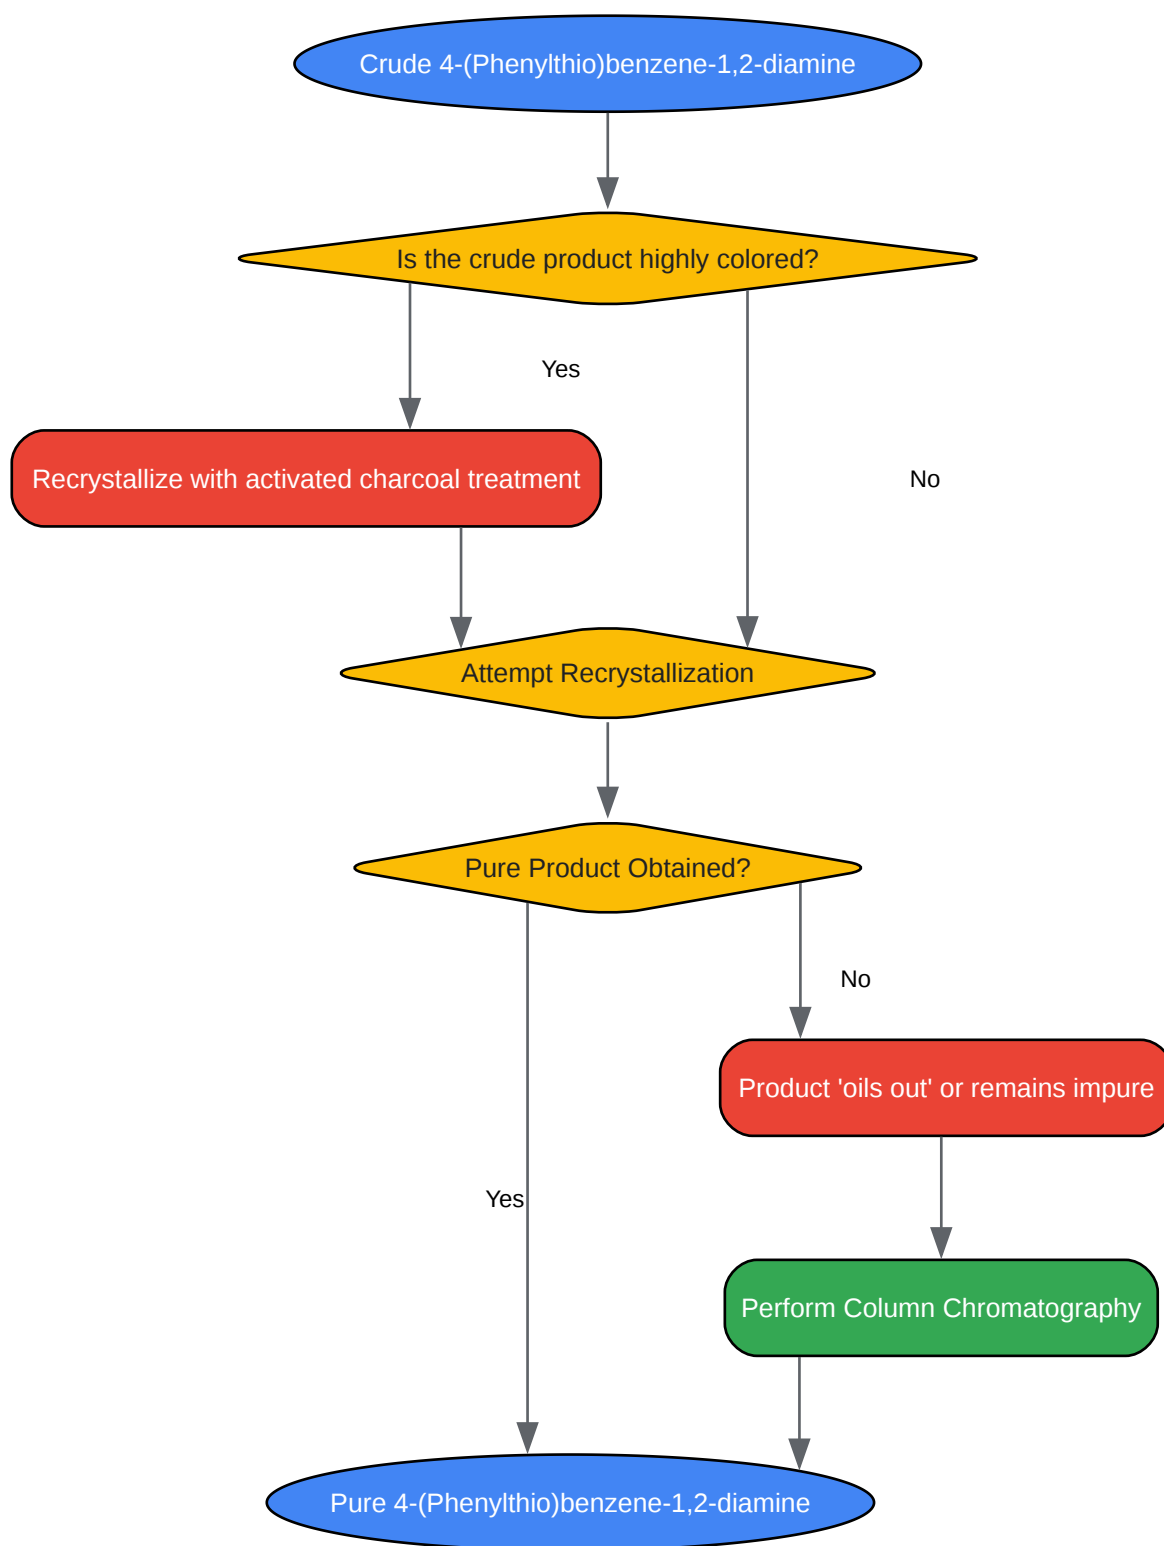 Crude 4-(Phenylthio)benzene-1,2-diamine
Is the crude product highly colored?
Yes
Recrystallize with activated charcoal treatment
No
Attempt Recrystallization
Pure Product Obtained?
No
Product 'oils out' or remains impure
Yes
Perform Column Chromatography
Pure 4-(Phenylthio)benzene-1,2-diamine